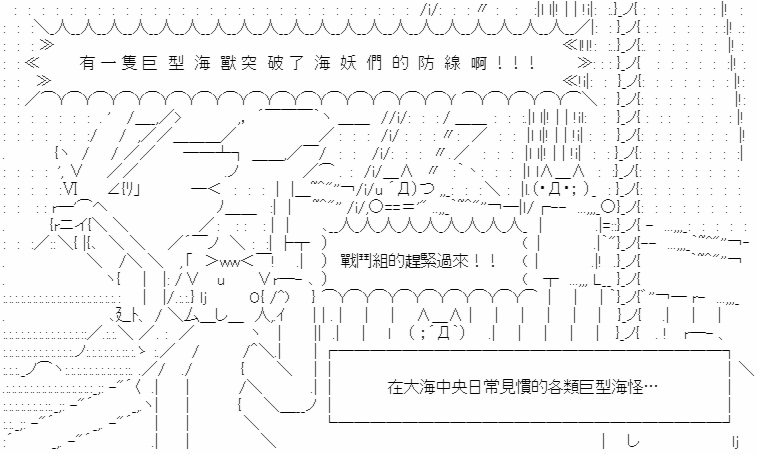 有一隻巨型海獸突破了海妖們的防線啊！！！
戰鬥組的趕緊過來！！
在大海中央日常見慣的各類巨型海怪…